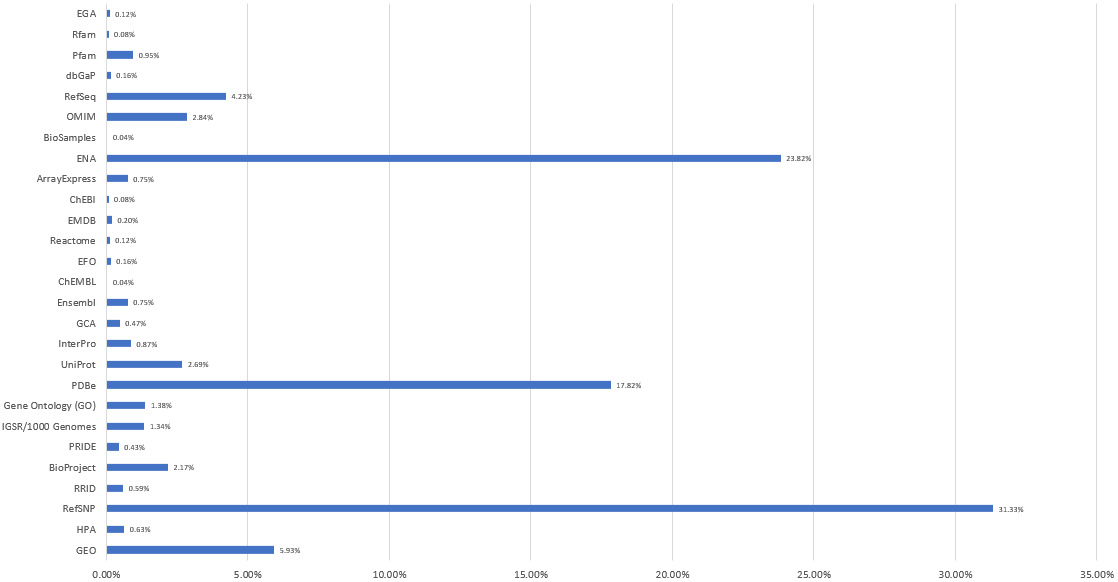 EGA 0.12%
Rfam 0.08%
Pfam 0.95%
dbGaP 0.16%
RefSeq 4.23%
OMIM 2.84%
BioSamples 0.04%
ENA 23.82%
ArrayExpress 0.75%
ChEBI 0.08%
EMDB 0.20%
Reactome 0.12%
EFO 0.16%
ChEMBL 0.04%
Ensembl 0.75%
GCA 0.47%
InterPro 0.87%
UniProt 2.69%
PDBe 17.82%
Gene Ontology (GO) 1.38%
IGSR/1000 Genomes 1.34%
PRIDE 0.43%
BioProject 2.17%
RRID 0.59%
RefSNP 31.33%
HPA 0.63%
GEO 5.93%
0.00% 5.00% 10.00% 15.00% 20.00% 25.00% 30.00% 35.00%